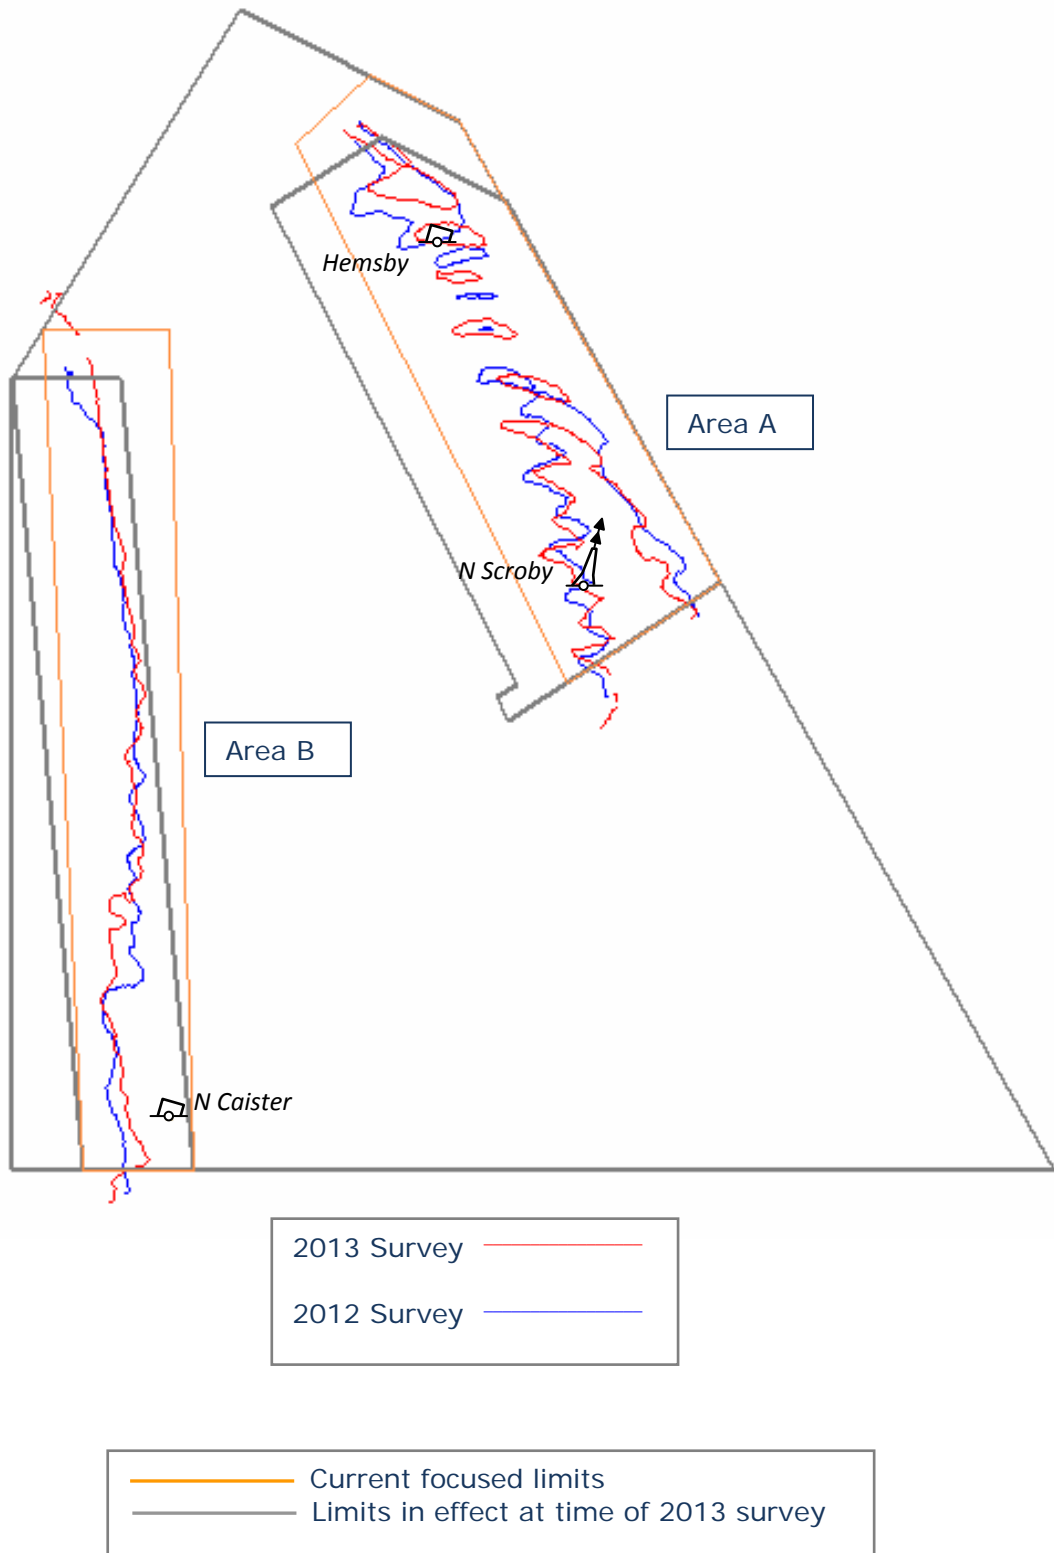 Hemsby
Area A
N Scroby
Area B
N Caister
2013 Survey
2012 Survey
Current focused limits
Limits in effect at time of 2013 survey